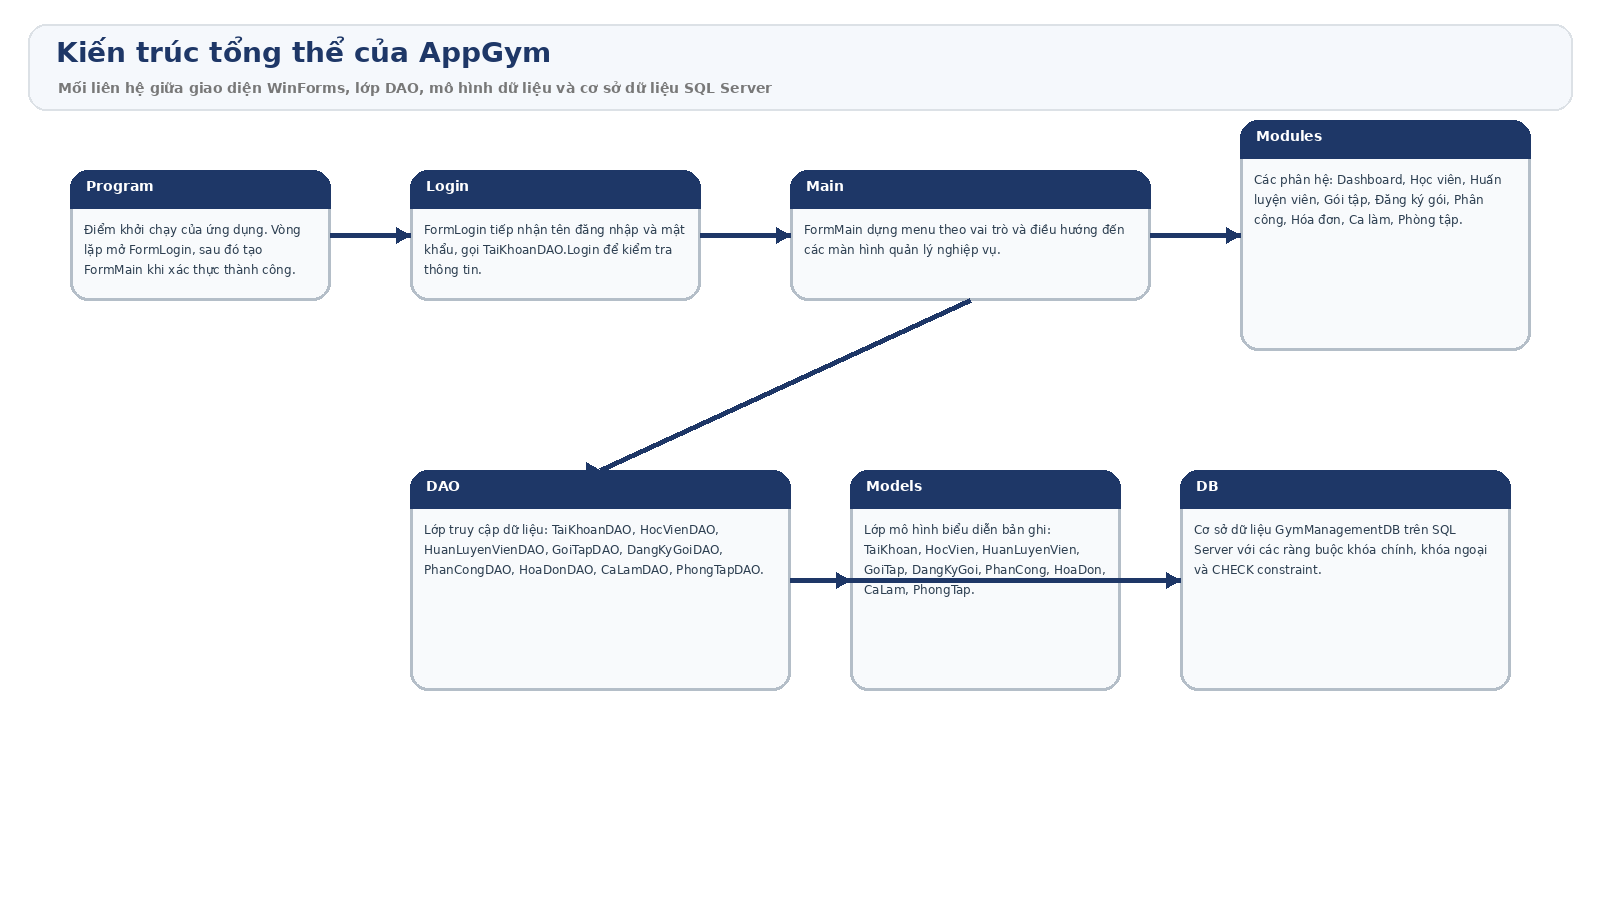 Kiến trúc tổng thể của AppGym
Mối liên hệ giữa giao diện WinForms, lớp DAO, mô hình dữ liệu và cơ sở dữ liệu SQL Server
Program
Điểm khởi chạy của ứng dụng. Vòng
lặp mở FormLogin, sau đó tạo
FormMain khi xác thực thành công.
Login
FormLogin tiếp nhận tên đăng nhập và mật
khẩu, gọi TaiKhoanDAO.Login để kiểm tra
thông tin.
Main
FormMain dựng menu theo vai trò và điều hướng đến
các màn hình quản lý nghiệp vụ.
Modules
Các phân hệ: Dashboard, Học viên, Huấn
luyện viên, Gói tập, Đăng ký gói, Phân
công, Hóa đơn, Ca làm, Phòng tập.
DAO
Lớp truy cập dữ liệu: TaiKhoanDAO, HocVienDAO,
HuanLuyenVienDAO, GoiTapDAO, DangKyGoiDAO,
PhanCongDAO, HoaDonDAO, CaLamDAO, PhongTapDAO.
Models
Lớp mô hình biểu diễn bản ghi:
TaiKhoan, HocVien, HuanLuyenVien,
GoiTap, DangKyGoi, PhanCong, HoaDon,
CaLam, PhongTap.
DB
Cơ sở dữ liệu GymManagementDB trên SQL
Server với các ràng buộc khóa chính, khóa ngoại
và CHECK constraint.